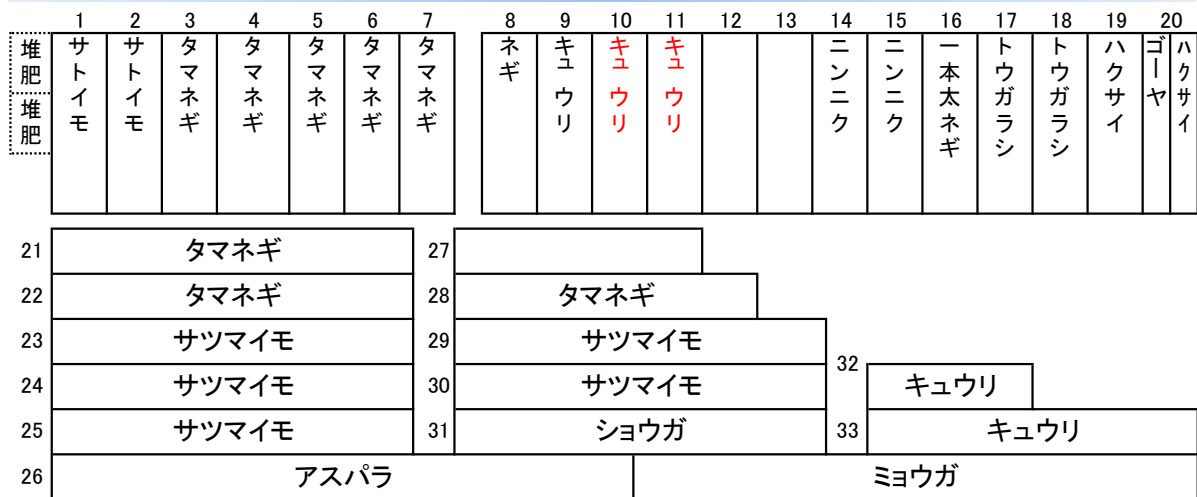 1 2 3 4 5 6 7 8 9 10 11 12 13 14 15 16 17 18 19 20
堆肥
堆肥
サトイモ
サトイモ
タマネギ
タマネギ
タマネギ
タマネギ
タマネギ
ネギ
キュウリ
キュウリ
キュウリ
ニンニク
ニンニク
一本太ネギ
トウガラシ
トウガラシ
ハクサイ
ゴーヤ
ハクサイ
21 タマネギ 27
22 タマネギ 28 タマネギ
23 サツマイモ 29 サツマイモ
32
24 サツマイモ 30 サツマイモ キュウリ
25 サツマイモ 31 ショウガ 33 キュウリ
26 アスパラ ミョウガ